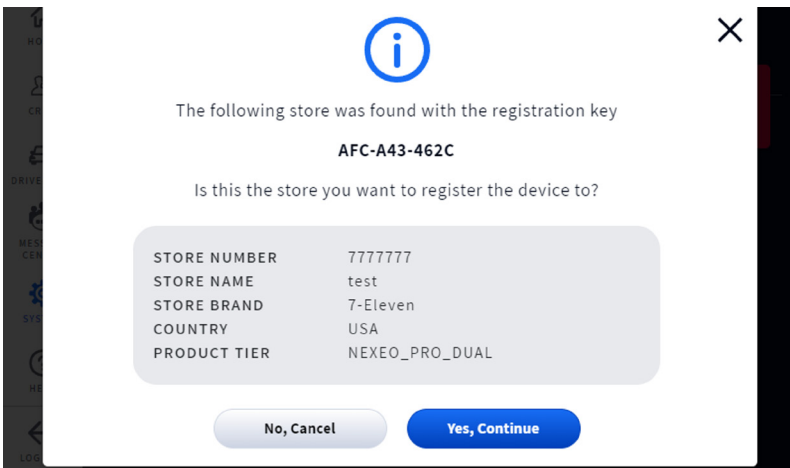 The following store was found with the registration key
AFC-A43-462C
Is this the store you want to register the device to?
STORE NUMBER 7777777
STORE NAME test
STORE BRAND 7-Eleven
COUNTRY USA
PRODUCT TIER NEXEO_PRO_DUAL
No, Cancel Yes, Continue